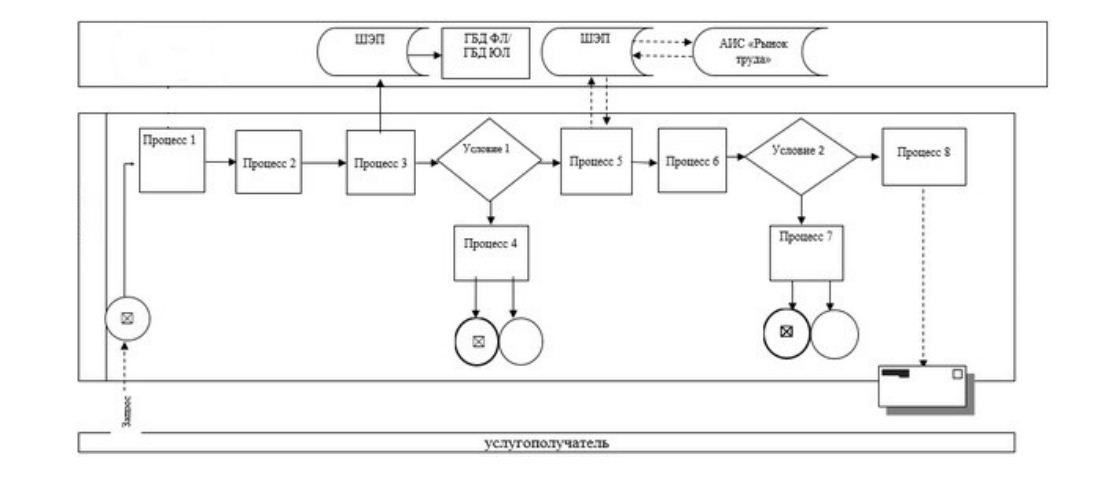 ШЭП
ГБД ФЛ/
ГБД ЮЛ
ШЭП
АИС «Рынок
труда»
Процесс 1
Процесс 2
Процесс 3
Условие 1
Процесс 5
Процесс 6
Условие 2
Процесс 8
Процесс 4
Процесс 7
Запрос
услугополучатель